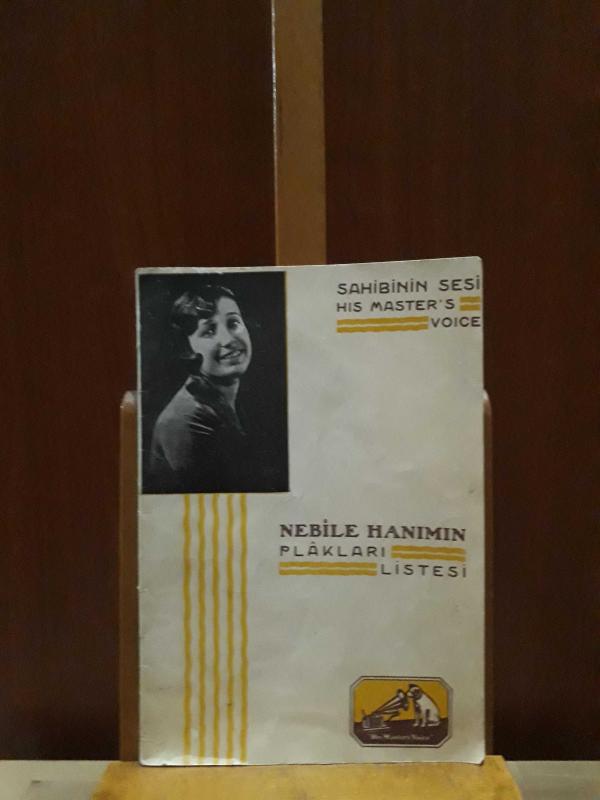 SAHİBİNİN SESİ
HIS MASTER'S
VOICE
NEBİLE HANIMIN
PLÂKLARI
LİSTESİ
"His Master's Voice"